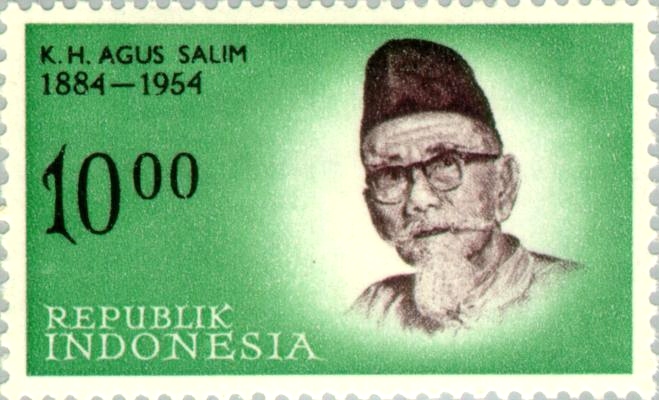 K. H. AGUS SALIM
1884—1954
10⁰⁰
REPUBLIK
INDONESIA